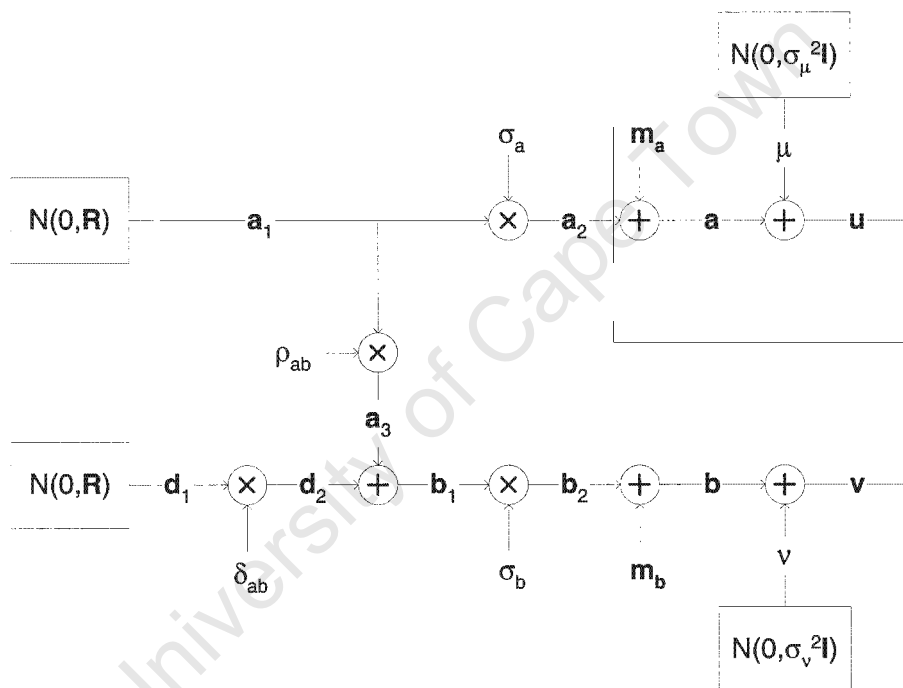 N(0,σμ²I)
σa
ma
μ
N(0,R)
a1
×
a2
+
a
+
u
ρab
×
a3
N(0,R)
d1
×
d2
+
b1
×
b2
+
b
+
v
δab
σb
mb
ν
N(0,σν²I)
University of Cape Town